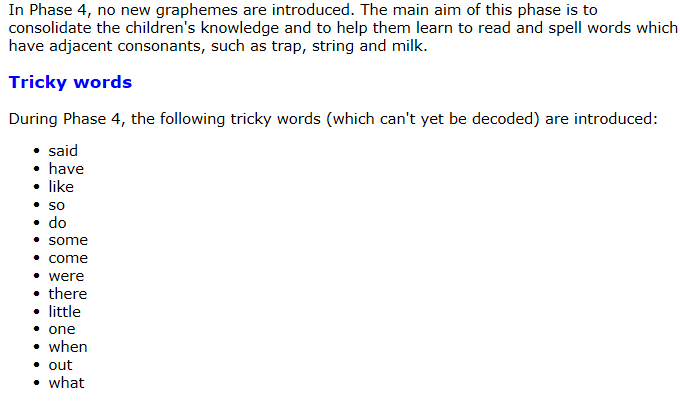 In Phase 4, no new graphemes are introduced. The main aim of this phase is to
consolidate the children's knowledge and to help them learn to read and spell words which
have adjacent consonants, such as trap, string and milk.
Tricky words
During Phase 4, the following tricky words (which can't yet be decoded) are introduced:
• said
• have
• like
• so
• do
• some
• come
• were
• there
• little
• one
• when
• out
• what